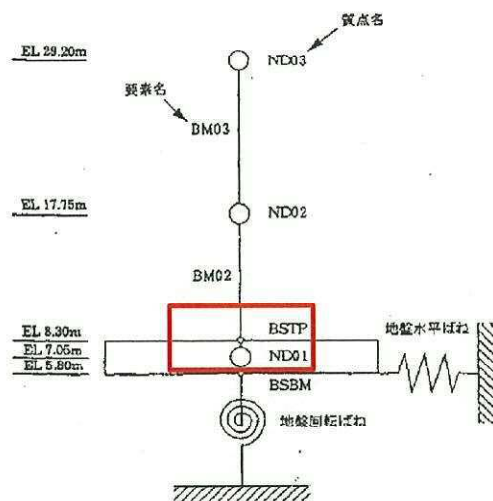 質点名
EL 29.20m
ND03
要素名
BM03
EL 17.75m
ND02
BM02
EL 8.30m
BSTP
地盤水平ばね
EL 7.05m
ND01
EL 5.80m
BSBM
地盤回転ばね